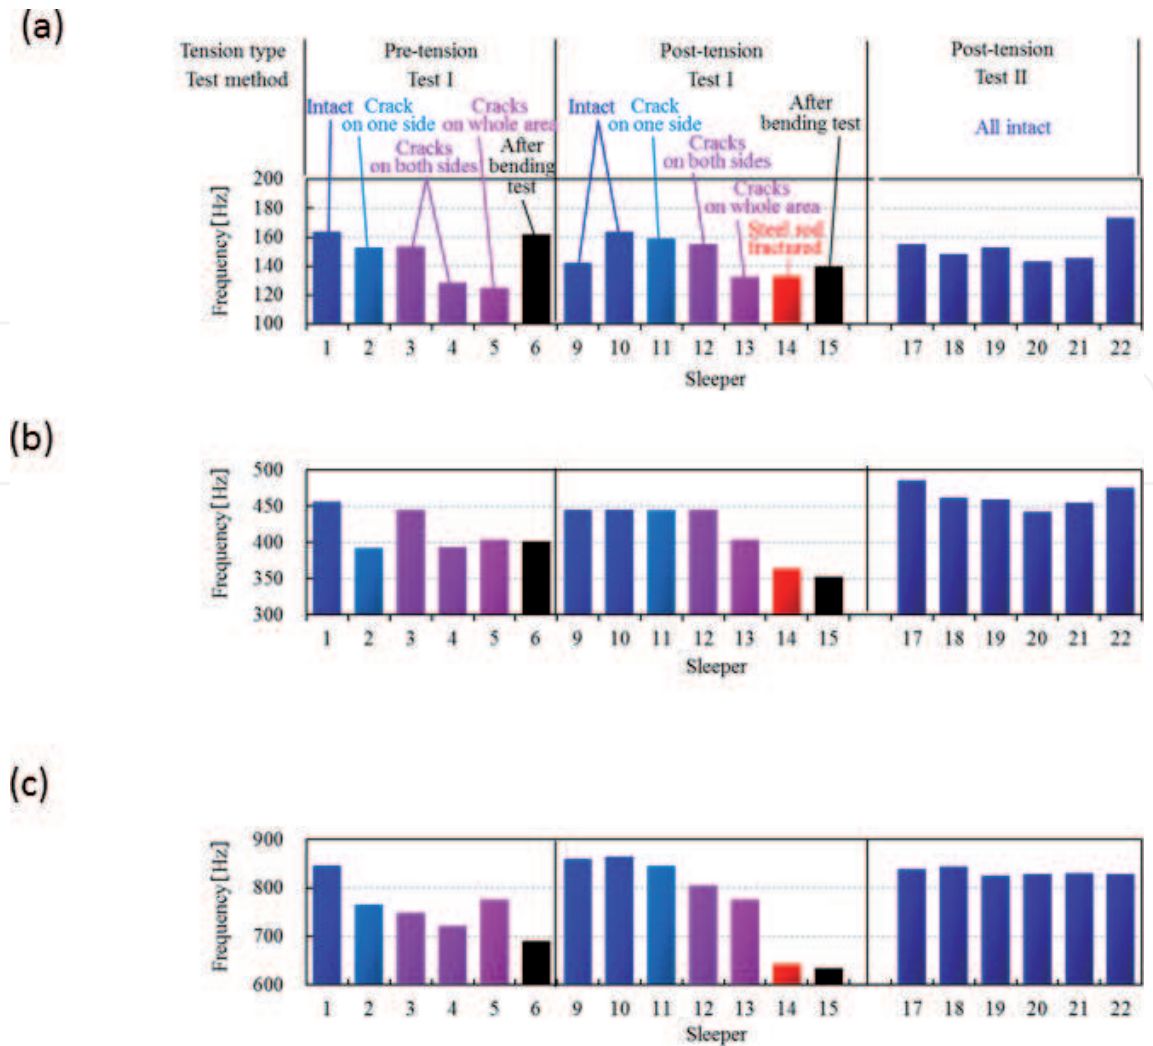 (a)
Tension type Pre-tension Post-tension Post-tension
Test method Test I Test I Test II
Intact Crack on one side Cracks on both sides Cracks on whole area After bending test
Intact Crack on one side Cracks on both sides Cracks on whole area Steel rod fractured After bending test
All intact
Frequency [Hz]
200
180
160
140
120
100
1 2 3 4 5 6 9 10 11 12 13 14 15 17 18 19 20 21 22
Sleeper
(b)
Frequency [Hz]
500
450
400
350
300
1 2 3 4 5 6 9 10 11 12 13 14 15 17 18 19 20 21 22
Sleeper
(c)
Frequency [Hz]
900
800
700
600
1 2 3 4 5 6 9 10 11 12 13 14 15 17 18 19 20 21 22
Sleeper